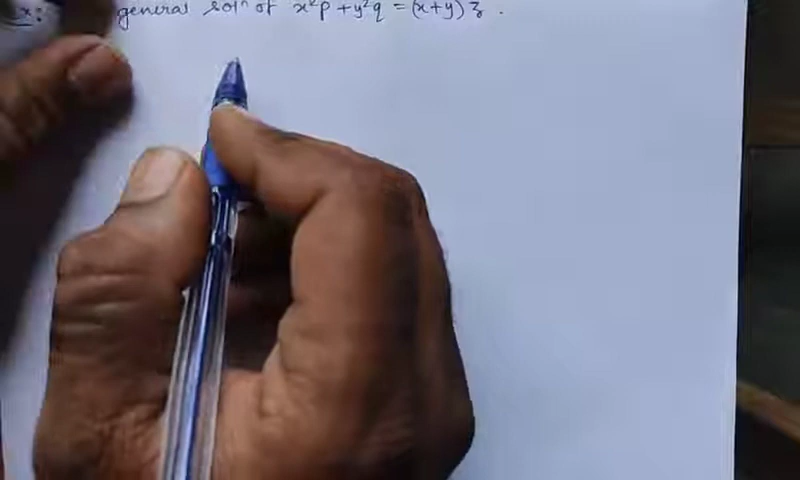 x: general solⁿ of x²p + y²q = (x+y) z.